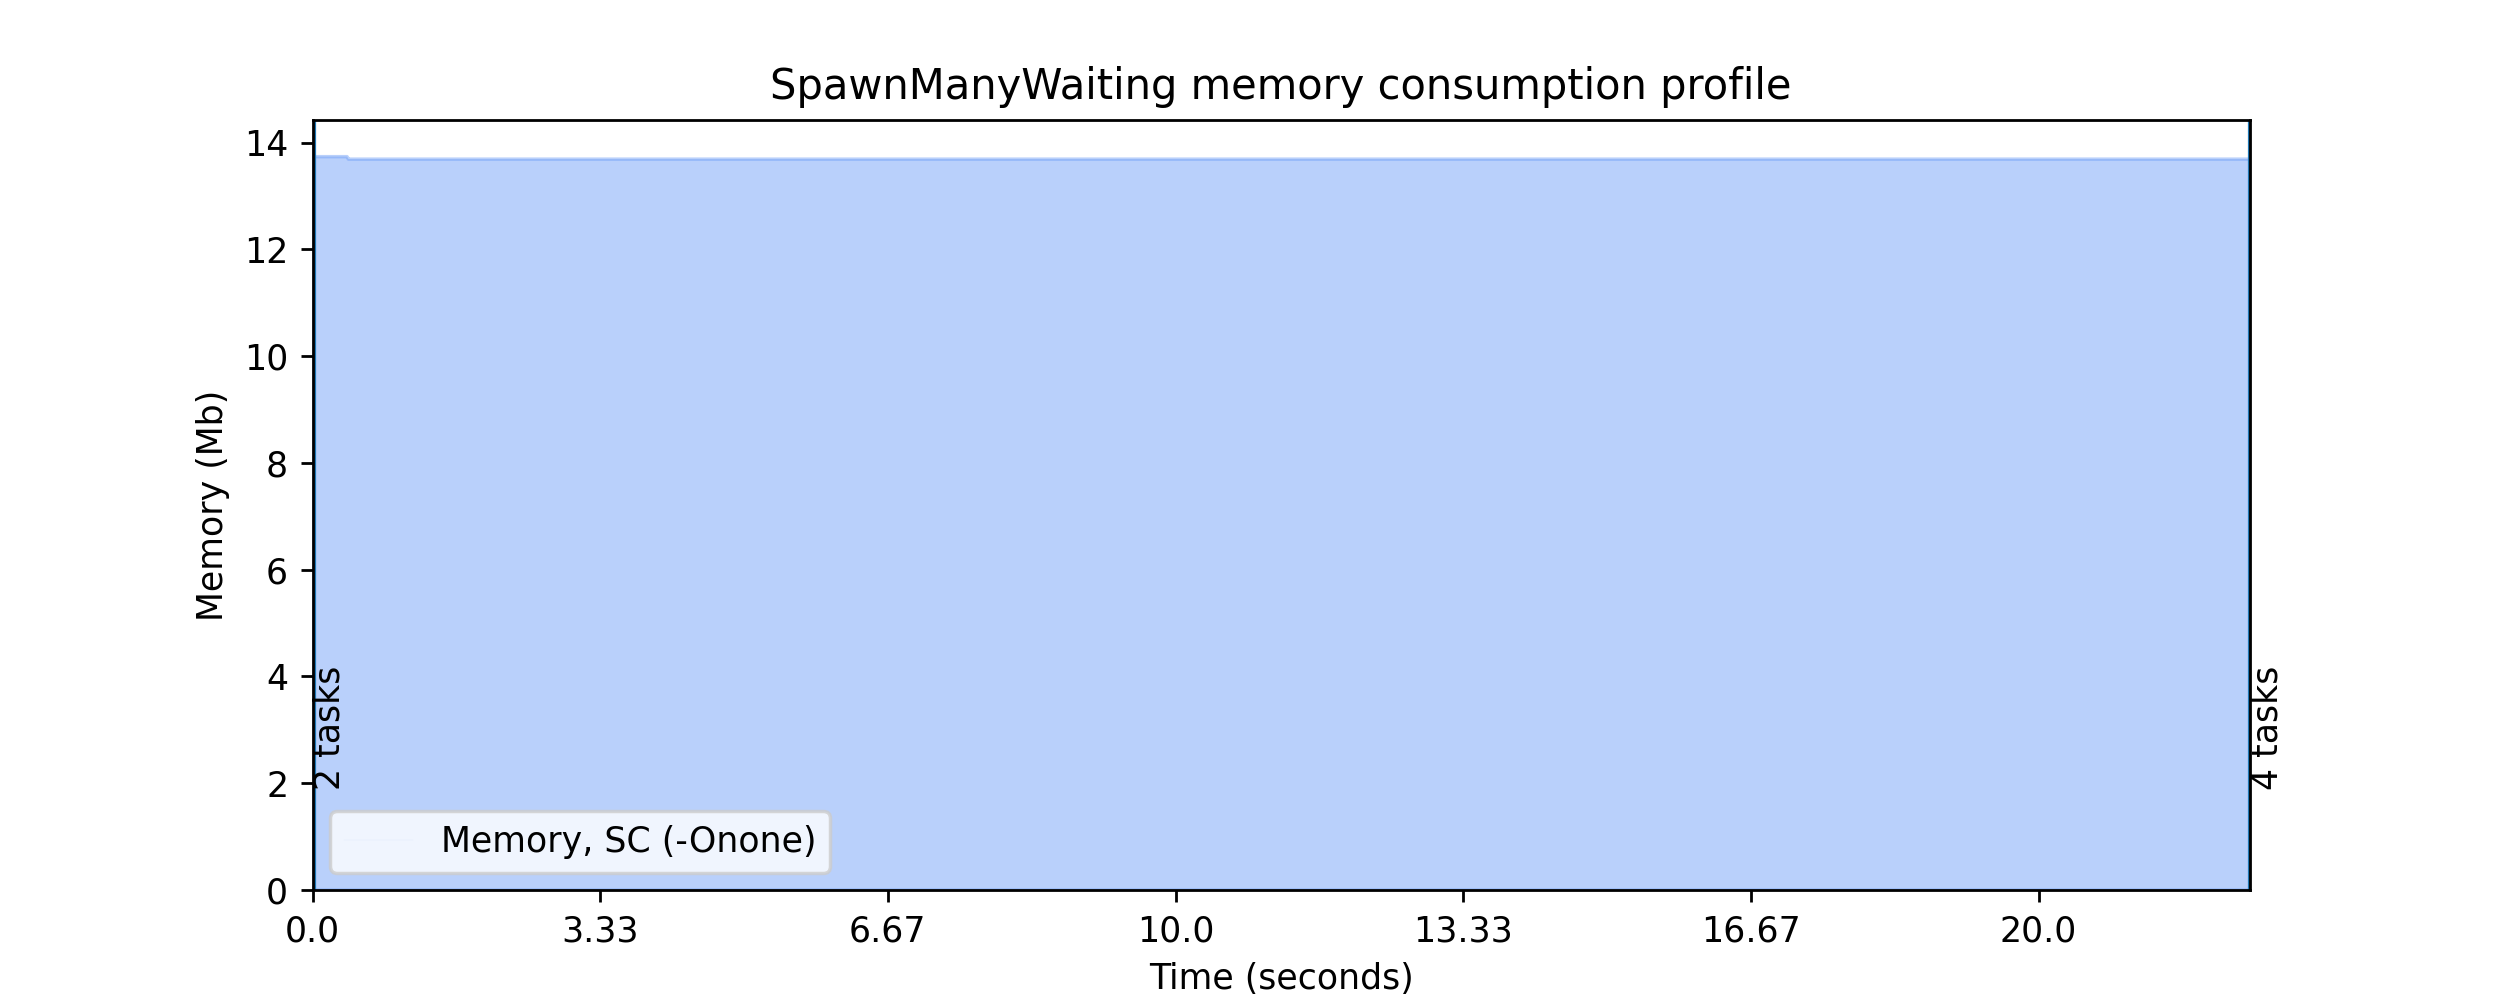 SpawnManyWaiting memory consumption profile
14
12
10
8
6
4
2
0
Memory (Mb)
2 tasks
4 tasks
Memory, SC (-Onone)
0.0 3.33 6.67 10.0 13.33 16.67 20.0
Time (seconds)